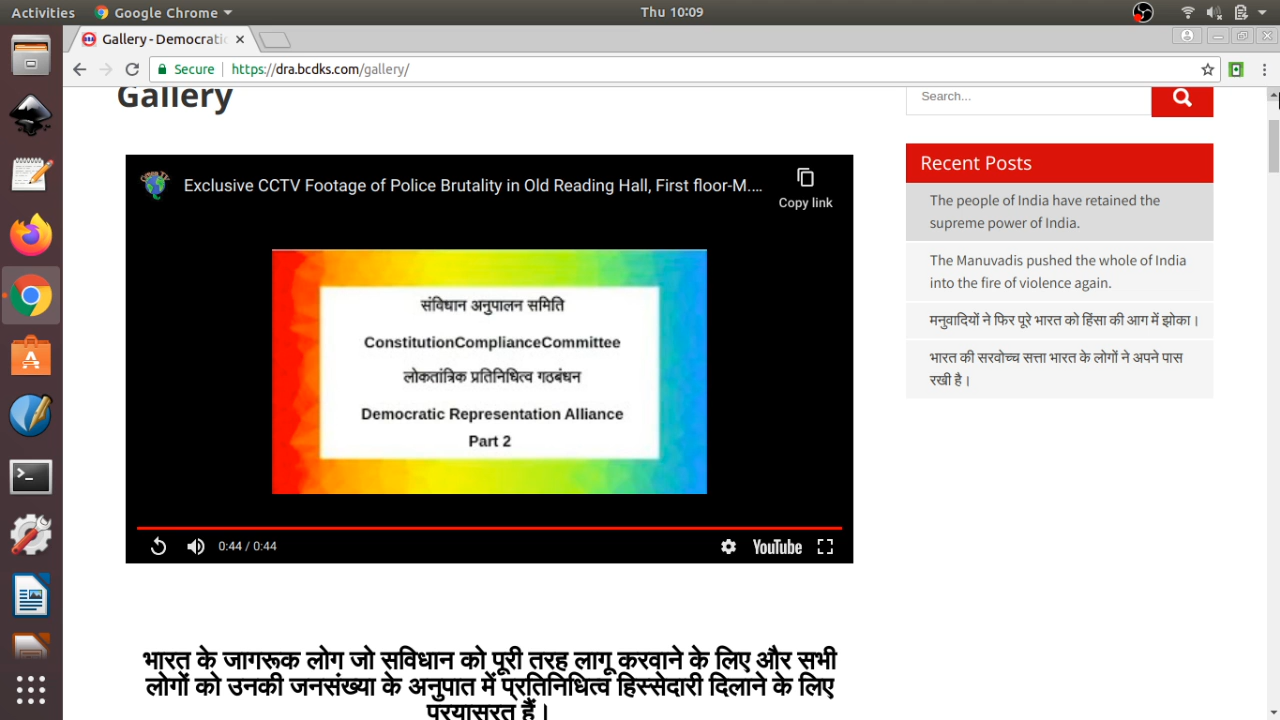 Activities
Google Chrome
Thu 10:09
Gallery - Democratic
Secure
https://dra.bcdks.com/gallery/
Gallery
Search...
Exclusive CCTV Footage of Police Brutality in Old Reading Hall, First floor-M....
Copy link
संविधान अनुपालन समिति
ConstitutionComplianceCommittee
लोकतांत्रिक प्रतिनिधित्व गठबंधन
Democratic Representation Alliance
Part 2
0:44 / 0:44
YouTube
Recent Posts
The people of India have retained the
supreme power of India.
The Manuvadis pushed the whole of India
into the fire of violence again.
मनुवादियों ने फिर पूरे भारत को हिंसा की आग में झोका।
भारत की सरवोच्च सत्ता भारत के लोगों ने अपने पास
रखी है।
भारत के जागरूक लोग जो सविधान को पूरी तरह लागू करवाने के लिए और सभी
लोगों को उनकी जनसंख्या के अनुपात में प्रतिनिधित्व हिस्सेदारी दिलाने के लिए
प्रयासरत हैं।